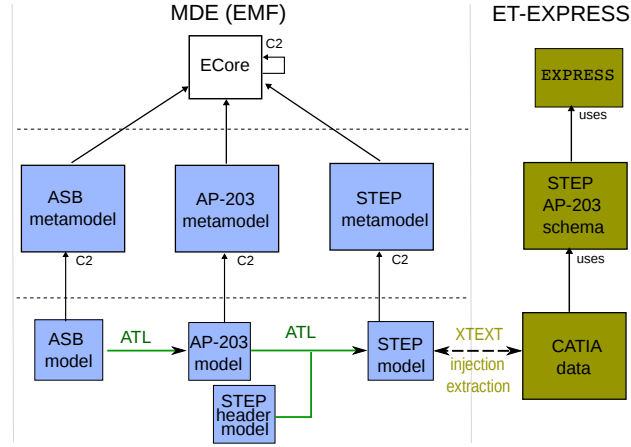 MDE (EMF)
ET-EXPRESS
C2
ECore
EXPRESS
uses
ASB
metamodel
AP-203
metamodel
STEP
metamodel
STEP
AP-203
schema
C2
C2
C2
uses
ASB
model
ATL
AP-203
model
ATL
STEP
model
XTEXT
injection
extraction
CATIA
data
STEP
header
model